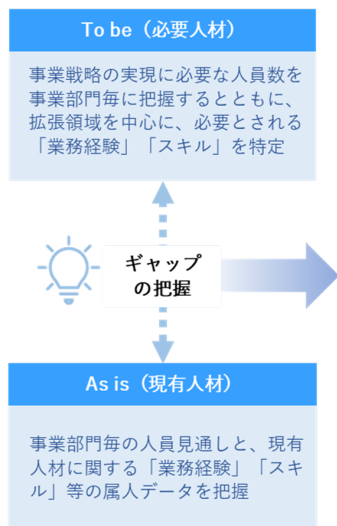 To be（必要人材）
事業戦略の実現に必要な人員数を
事業部門毎に把握するとともに、
拡張領域を中心に、必要とされる
「業務経験」「スキル」を特定
ギャップ
の把握
As is（現有人材）
事業部門毎の人員見通しと、現有
人材に関する「業務経験」「スキ
ル」等の属人データを把握